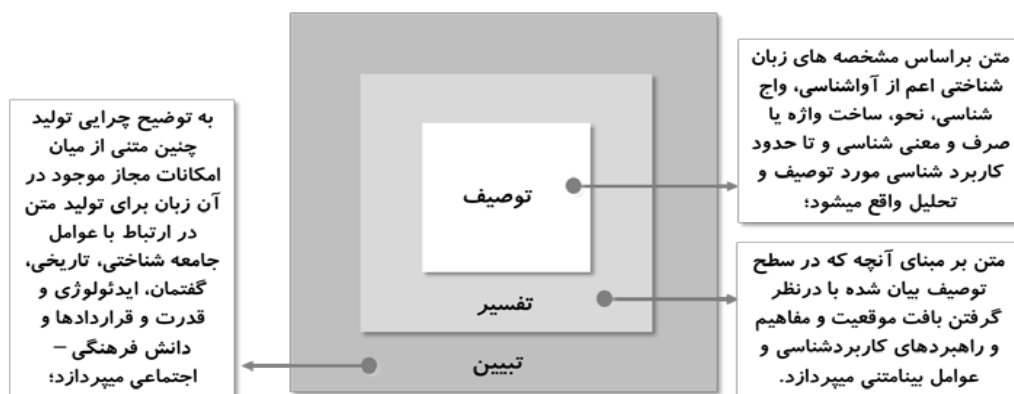 متن براساس مشخصه های زبان
شناختی اعم از آواشناسی، واج
شناسی، نحو، ساخت واژه یا
صرف و معنی شناسی و تا حدود
کاربرد شناسی مورد توصیف و
تحلیل واقع میشود؛
توصیف
متن بر مبنای آنچه که در سطح
توصیف بیان شده با درنظر
گرفتن بافت موقعیت و مفاهیم
و راهبردهای کاربردشناسی و
عوامل بینامتنی میپردازد.
تفسیر
تبیین
به توضیح چرایی تولید
چنین متنی از میان
امکانات مجاز موجود در
آن زبان برای تولید متن
در ارتباط با عوامل
جامعه شناختی، تاریخی،
گفتمان، ایدئولوژی و
قدرت و قراردادها و
دانش فرهنگی –
اجتماعی میپردازد؛